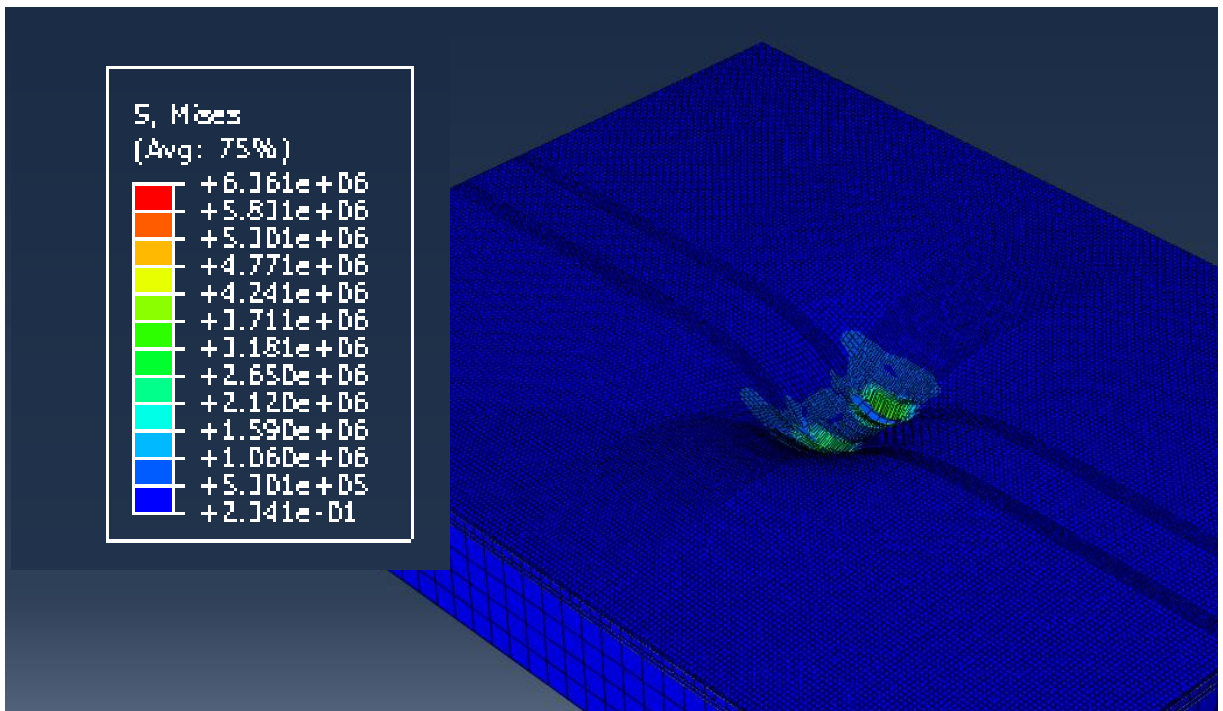 S, Mises
(Avg: 75%)
+6.361e+06
+5.831e+06
+5.301e+06
+4.771e+06
+4.241e+06
+3.711e+06
+3.181e+06
+2.650e+06
+2.120e+06
+1.590e+06
+1.060e+06
+5.301e+05
+2.341e-01